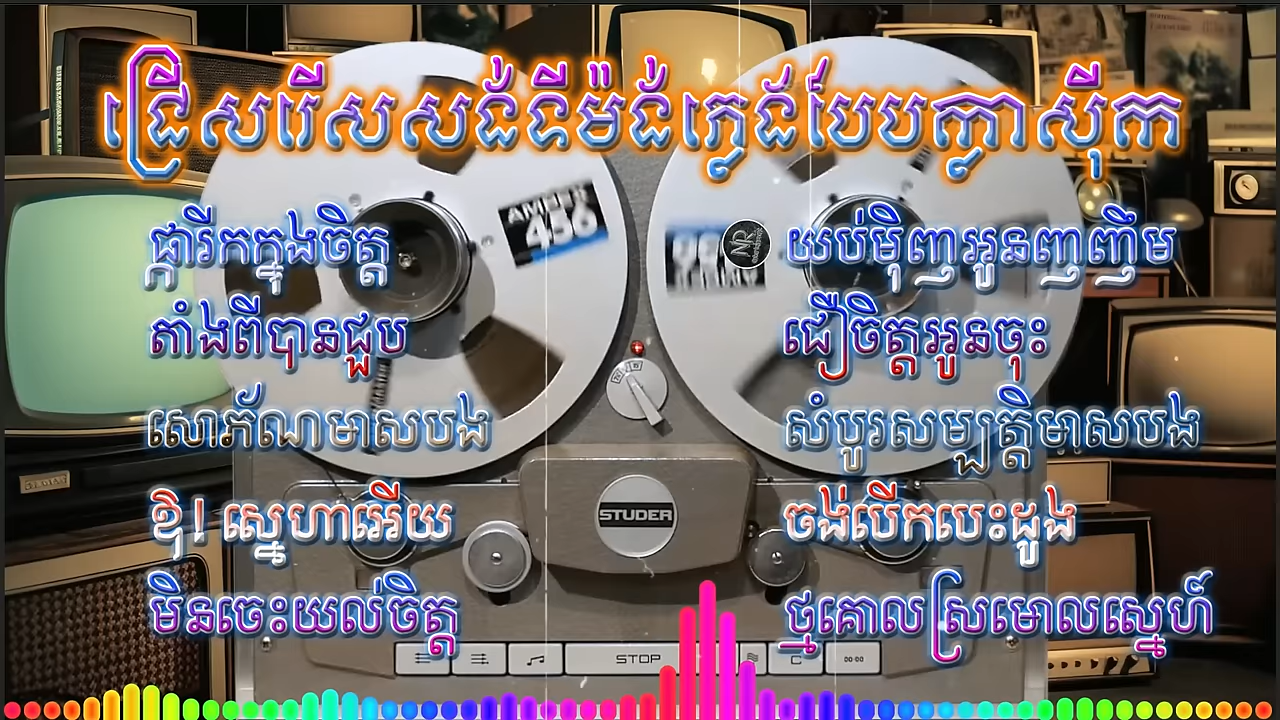 ជ្រើសរើសសង់ទីម៉ង់ភ្លេងបែបក្លាស៊ីក
ផ្ការីកក្នុងចិត្ត
យប់ម៉ិញអូនញញឹម
តាំងពីបានជួប
ជឿចិត្តអូនចុះ
សោភ័ណមាសបង
សំបូរសម្បត្តិម៉ាសបង
ឱ! ស្នេហាអើយ
ចង់បើកបេះដូង
មិនចេះយល់ចិត្ត
ថ្មគោលស្រមោលស្នេហ៍
AMPEX
456
NR
STUDER
STOP
C
00:00